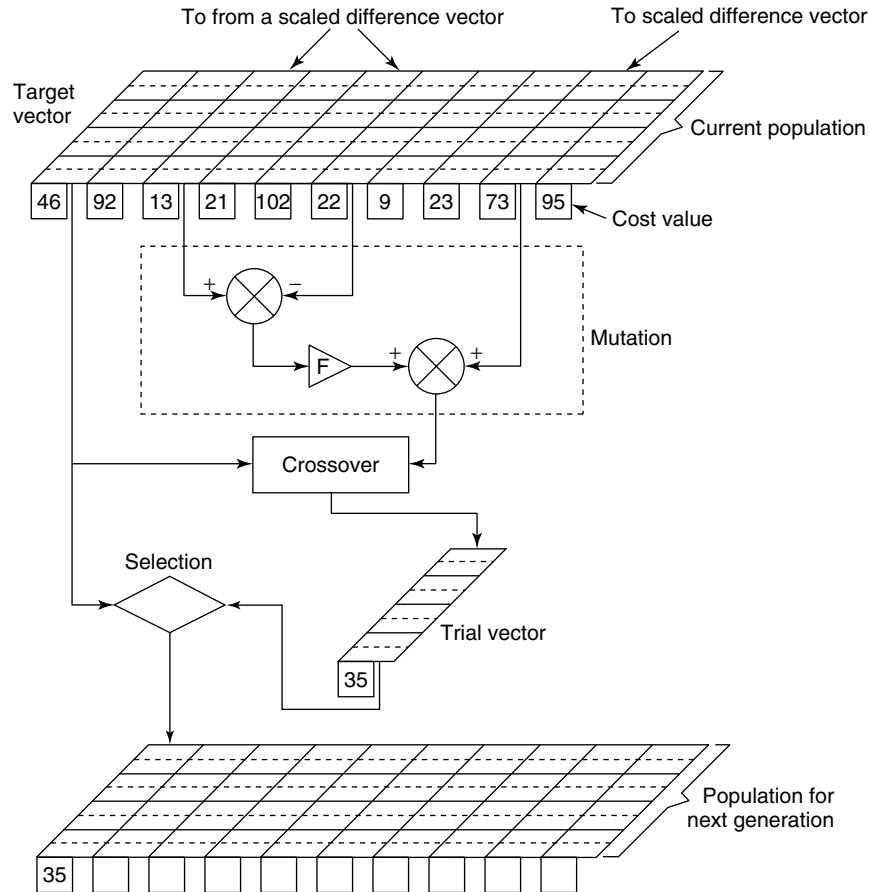 To from a scaled difference vector
To scaled difference vector
Target
vector
Current population
46 92 13 21 102 22 9 23 73 95
Cost value
+ −
Mutation
F + +
Crossover
Selection
Trial vector
35
Population for
next generation
35